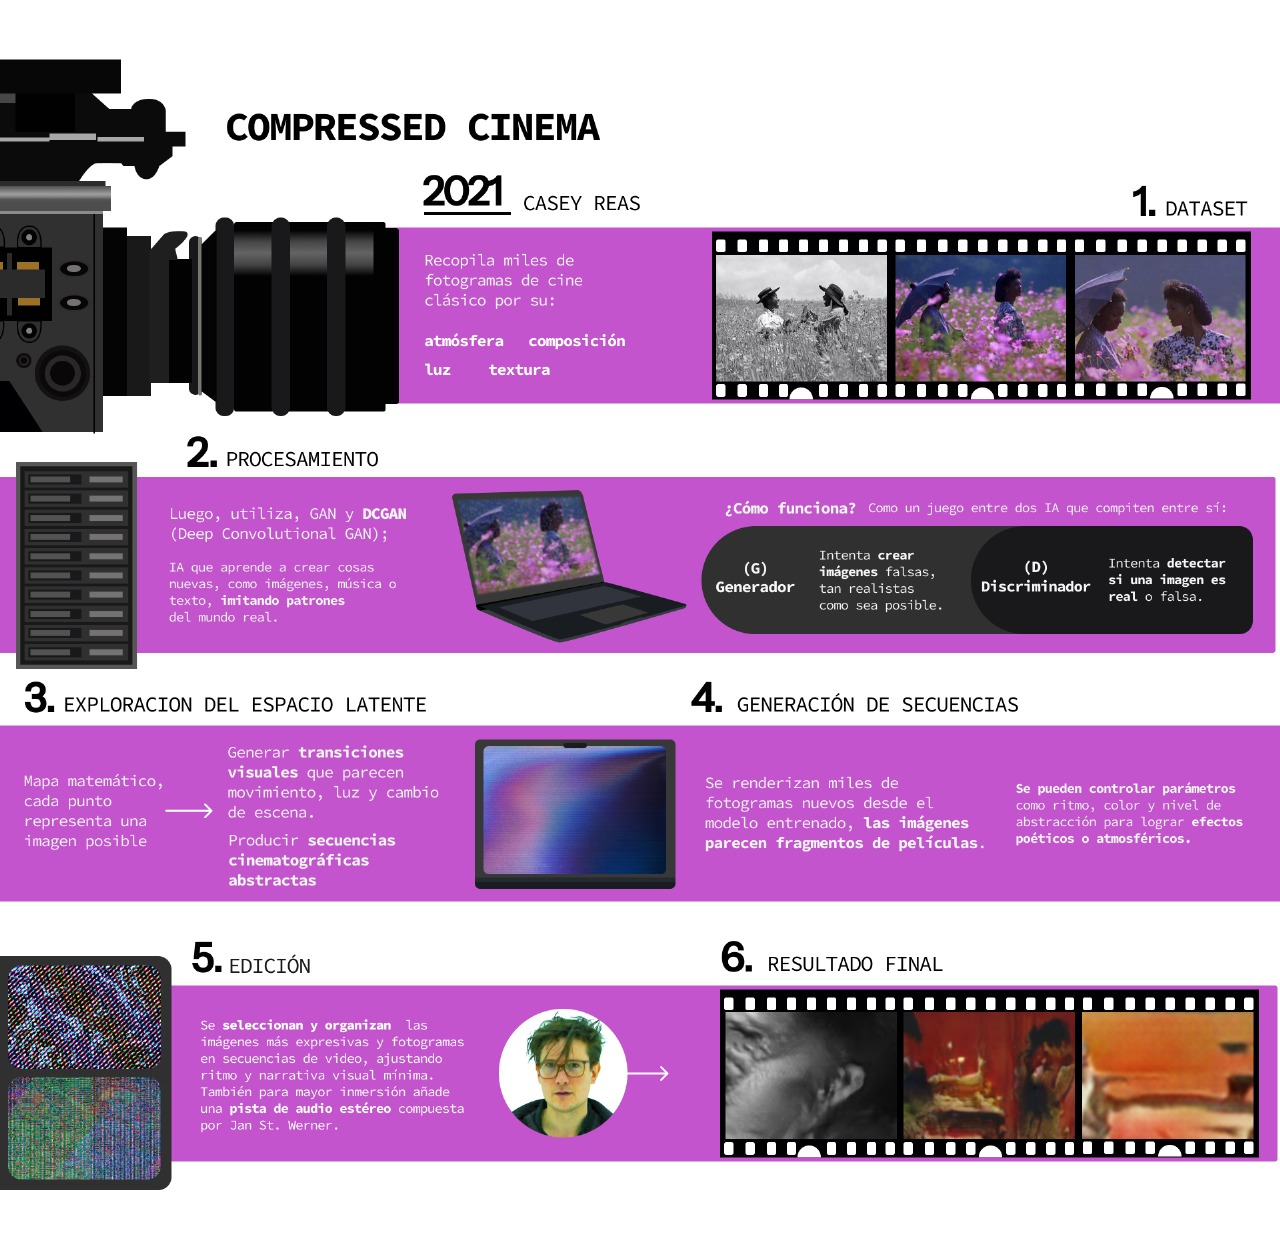 COMPRESSED CINEMA
2021 CASEY REAS
1. DATASET
Recopila miles de
fotogramas de cine
clásico por su:
atmósfera composición
luz textura
2. PROCESAMIENTO
Luego, utiliza, GAN y DCGAN
(Deep Convolutional GAN);
IA que aprende a crear cosas
nuevas, como imágenes, música o
texto, imitando patrones
del mundo real.
¿Cómo funciona? Como un juego entre dos IA que compiten entre sí:
(G)
Generador
Intenta crear
imágenes falsas,
tan realistas
como sea posible.
(D)
Discriminador
Intenta detectar
si una imagen es
real o falsa.
3. EXPLORACION DEL ESPACIO LATENTE
Mapa matemático,
cada punto
representa una
imagen posible
Generar transiciones
visuales que parecen
movimiento, luz y cambio
de escena.
Producir secuencias
cinematográficas
abstractas
4. GENERACIÓN DE SECUENCIAS
Se renderizan miles de
fotogramas nuevos desde el
modelo entrenado, las imágenes
parecen fragmentos de películas.
Se pueden controlar parámetros
como ritmo, color y nivel de
abstracción para lograr efectos
poéticos o atmosféricos.
5. EDICIÓN
Se seleccionan y organizan las
imágenes más expresivas y fotogramas
en secuencias de video, ajustando
ritmo y narrativa visual mínima.
También para mayor inmersión añade
una pista de audio estéreo compuesta
por Jan St. Werner.
6. RESULTADO FINAL